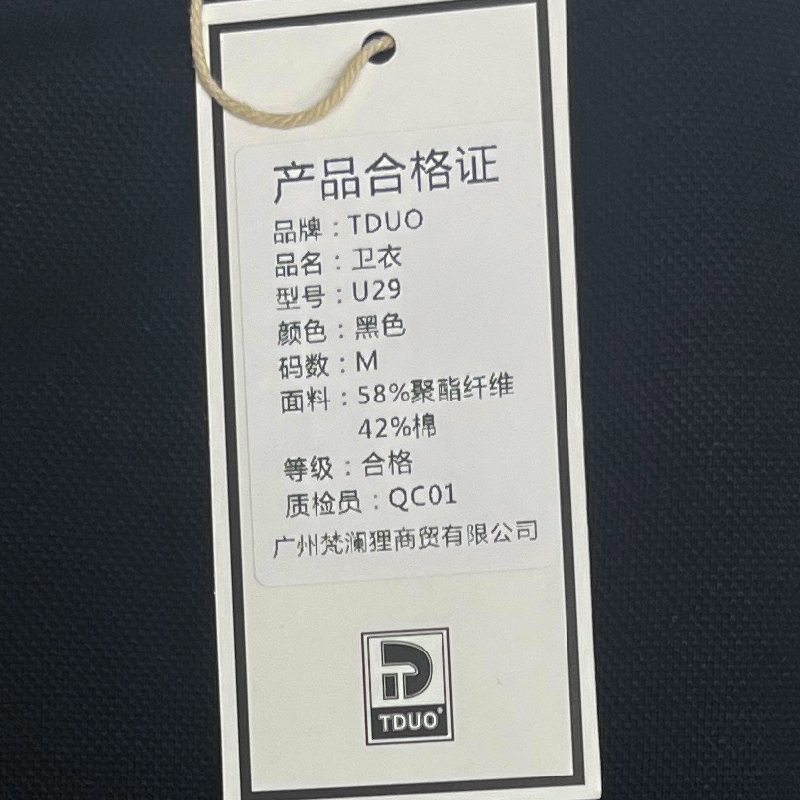 产品合格证
品牌：TDUO
品名：卫衣
型号：U29
颜色：黑色
码数：M
面料：58%聚酯纤维
42%棉
等级：合格
质检员：QC01
广州梵澜狸商贸有限公司
TDUO